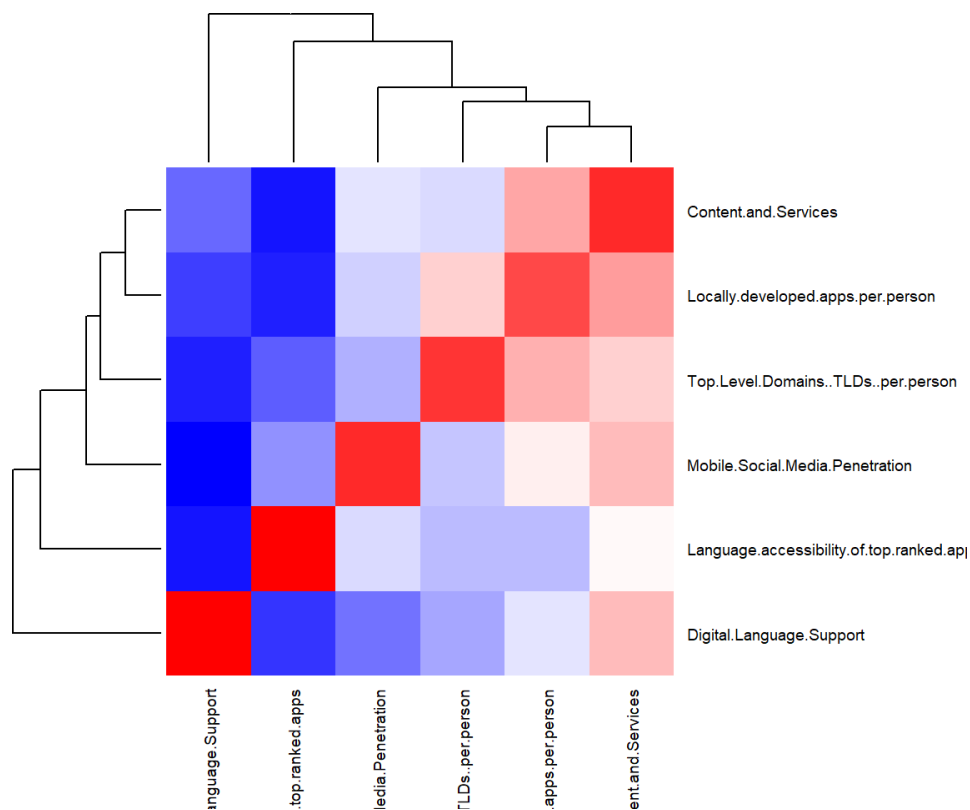 Content.and.Services
Locally.developed.apps.per.person
Top.Level.Domains..TLDs..per.person
Mobile.Social.Media.Penetration
Language.accessibility.of.top.ranked.ap
Digital.Language.Support
anguage.Support
.top.ranked.apps
Media.Penetration
TLDs..per.person
.apps.per.person
ent.and.Services